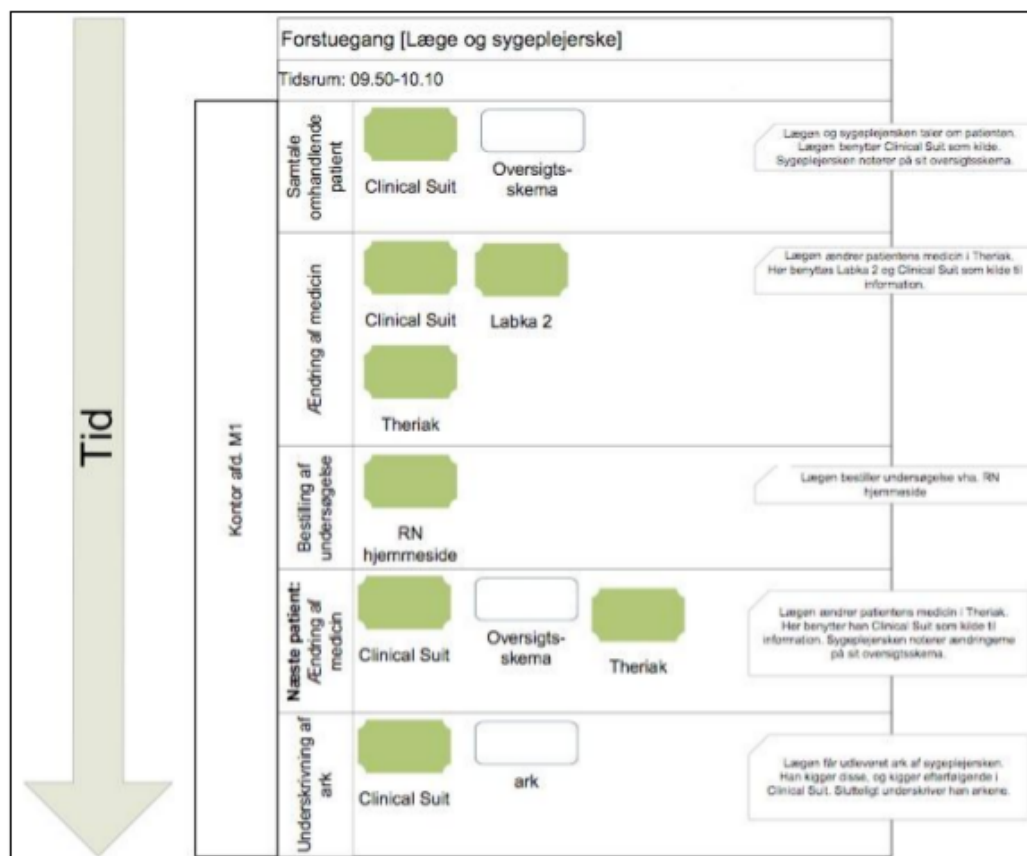 Forstuegang [Læge og sygeplejerske]
Tidsrum: 09.50-10.10
Tid
Kontor afd. M1
Samtale
omhandlende
patient
Clinical Suit
Oversigts-
skema
Lægen og sygeplejersken taler om patienten.
Lægen benytter Clinical Suit som kilde.
Sygeplejersken noterer på sit oversigtsskema.
Ændring af medicin
Clinical Suit
Labka 2
Theriak
Lægen ændrer patientens medicin i Theriak.
Her benyttes Labka 2 og Clinical Suit som kilde til
information.
Bestilling af
undersøgelse
RN
hjemmeside
Lægen bestiller undersøgelse vha. RN
hjemmeside
Næste patient:
Ændring af
medicin
Clinical Suit
Oversigts-
skema
Theriak
Lægen ændrer patientens medicin i Theriak.
Her benytter han Clinical Suit som kilde til
information. Sygeplejersken noterer ændringerne
på sit oversigtsskema.
Underskrivning af
ark
Clinical Suit
ark
Lægen får udleveret ark af sygeplejersken.
Han kigger disse, og kigger efterfølgende i
Clinical Suit. Slutteligt underskriver han arkene.